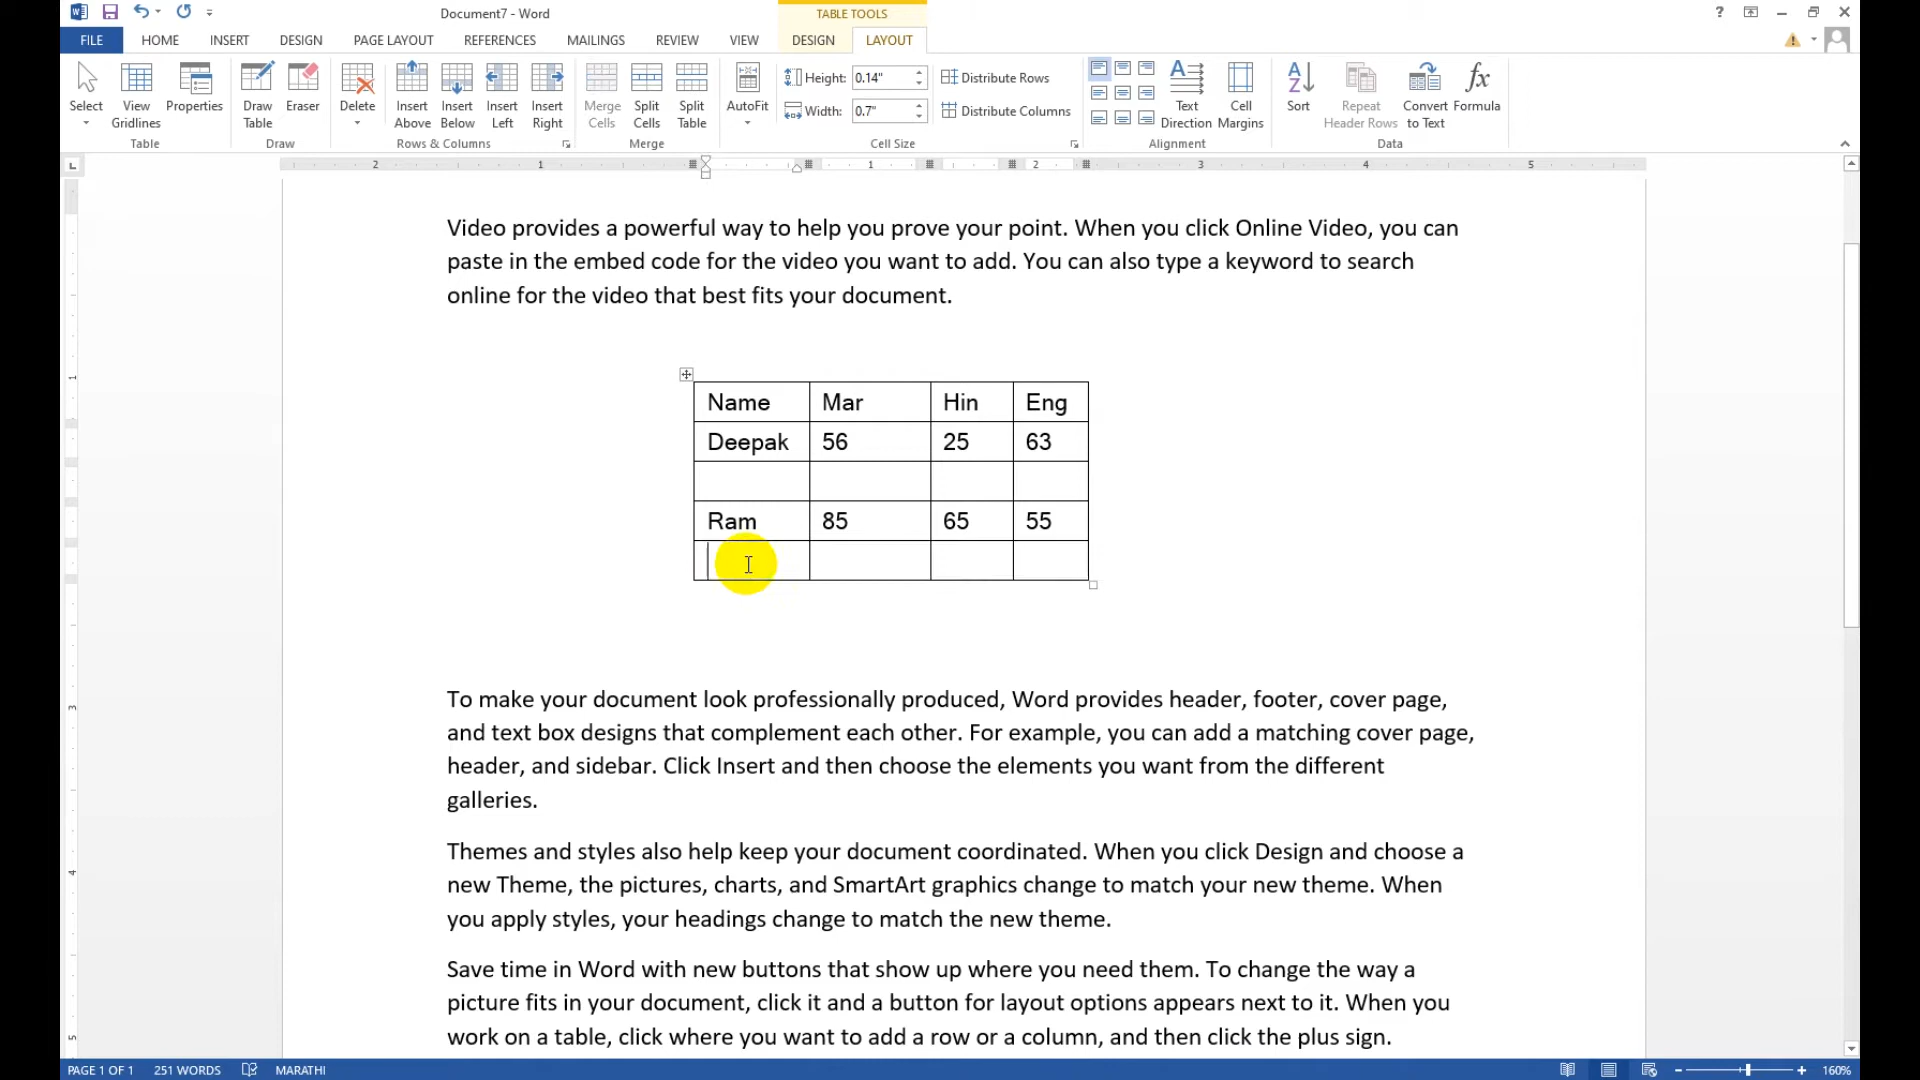 Document7 - Word
TABLE TOOLS
FILE HOME INSERT DESIGN PAGE LAYOUT REFERENCES MAILINGS REVIEW VIEW DESIGN LAYOUT
Select
View Gridlines
Properties
Table
Draw Table
Eraser
Draw
Delete
Insert Above
Insert Below
Insert Left
Insert Right
Rows & Columns
Merge Cells
Split Cells
Split Table
Merge
AutoFit
Height: 0.14"
Width: 0.7"
Distribute Rows
Distribute Columns
Cell Size
Text Direction
Cell Margins
Alignment
Sort
Repeat Header Rows
Convert to Text
Formula
Data
2 1 1 2 3 4 5
Video provides a powerful way to help you prove your point. When you click Online Video, you can
paste in the embed code for the video you want to add. You can also type a keyword to search
online for the video that best fits your document.
Name Mar Hin Eng
Deepak 56 25 63
Ram 85 65 55
To make your document look professionally produced, Word provides header, footer, cover page,
and text box designs that complement each other. For example, you can add a matching cover page,
header, and sidebar. Click Insert and then choose the elements you want from the different
galleries.
Themes and styles also help keep your document coordinated. When you click Design and choose a
new Theme, the pictures, charts, and SmartArt graphics change to match your new theme. When
you apply styles, your headings change to match the new theme.
Save time in Word with new buttons that show up where you need them. To change the way a
picture fits in your document, click it and a button for layout options appears next to it. When you
work on a table, click where you want to add a row or a column, and then click the plus sign.
1
3
4
5
PAGE 1 OF 1 251 WORDS MARATHI 160%